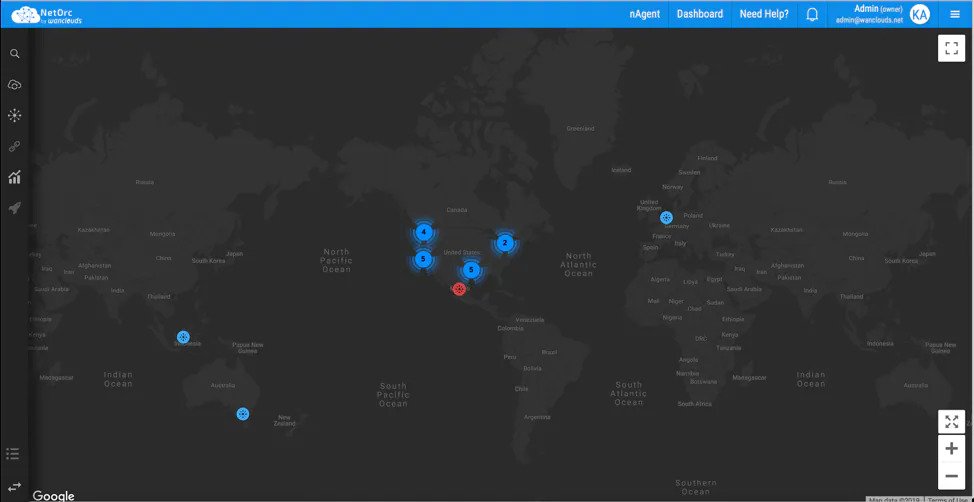 NetOrc
by wanclouds
nAgent
Dashboard
Need Help?
Admin (owner)
admin@wanclouds.net
KA
Greenland
Iceland
Finland
Sweden
Norway
Russia
Russia
Canada
United
Kingdom
Poland
Germany
Ukraine
France
Italy
Spain
Kazakhstan
Mongolia
Kazakhstan
Mongolia
4
2
5
5
United States
North
Pacific
Ocean
North
Atlantic
Ocean
Turkey
China
Japan
South Korea
Iraq
Iran
Afghanistan
Pakistan
Saudi Arabia
India
Thailand
Algeria
Libya
Egypt
Iraq
Iran
Afghanistan
Pakistan
Saudi Arabia
India
China
Japan
South Korea
Thailand
Mali
Niger
Chad
Sudan
Nigeria
Ethiopia
DRC
Kenya
Tanzania
Venezuela
Colombia
Peru
Brazil
Bolivia
Chile
Argentina
Angola
Namibia
Botswana
Madagascar
South Africa
Papua New
Guinea
Indonesia
Papua New
Guinea
Madagascar
Indian
Ocean
Australia
South
Pacific
Ocean
South
Atlantic
Ocean
Indian
Ocean
Australia
New
Zealand
Southern
Ocean
Google
Map data ©2019
Terms of Use